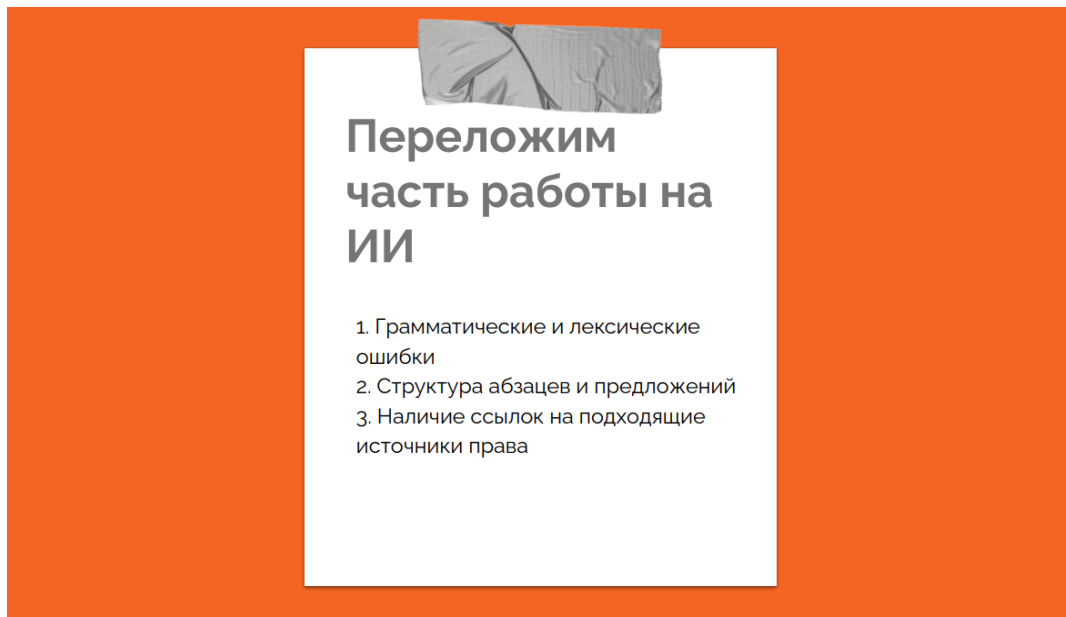 Переложим
часть работы на
ИИ
1. Грамматические и лексические
ошибки
2. Структура абзацев и предложений
3. Наличие ссылок на подходящие
источники права